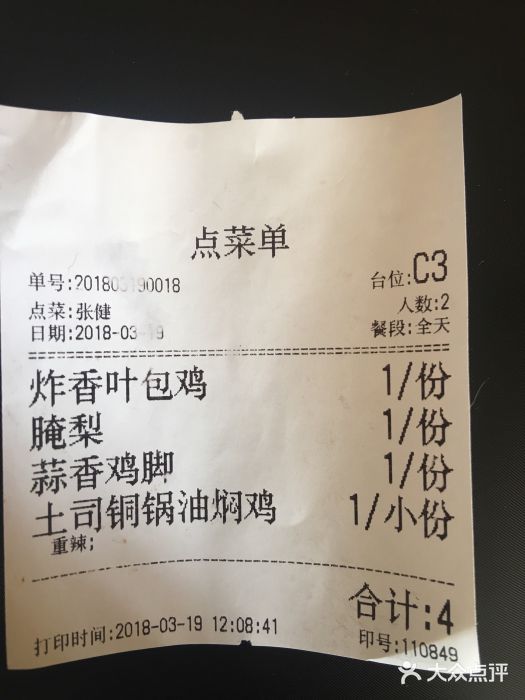 点菜单
单号:201803190018 台位:C3
点菜:张健 人数:2
日期:2018-03-19 餐段:全天
炸香叶包鸡 1/份
腌梨 1/份
蒜香鸡脚 1/份
土司铜锅油焖鸡 1/小份
重辣;
合计:4
打印时间:2018-03-19 12:08:41 印号:110849
大众点评